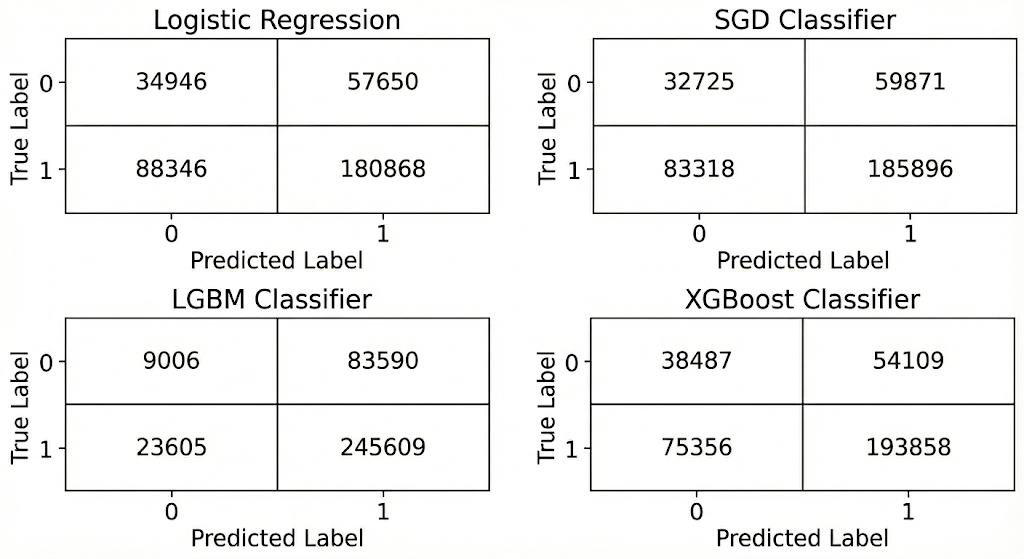 Logistic Regression
True Label
0
34946
57650
1
88346
180868
0
1
Predicted Label
SGD Classifier
True Label
0
32725
59871
1
83318
185896
0
1
Predicted Label
LGBM Classifier
True Label
0
9006
83590
1
23605
245609
0
1
Predicted Label
XGBoost Classifier
True Label
0
38487
54109
1
75356
193858
0
1
Predicted Label